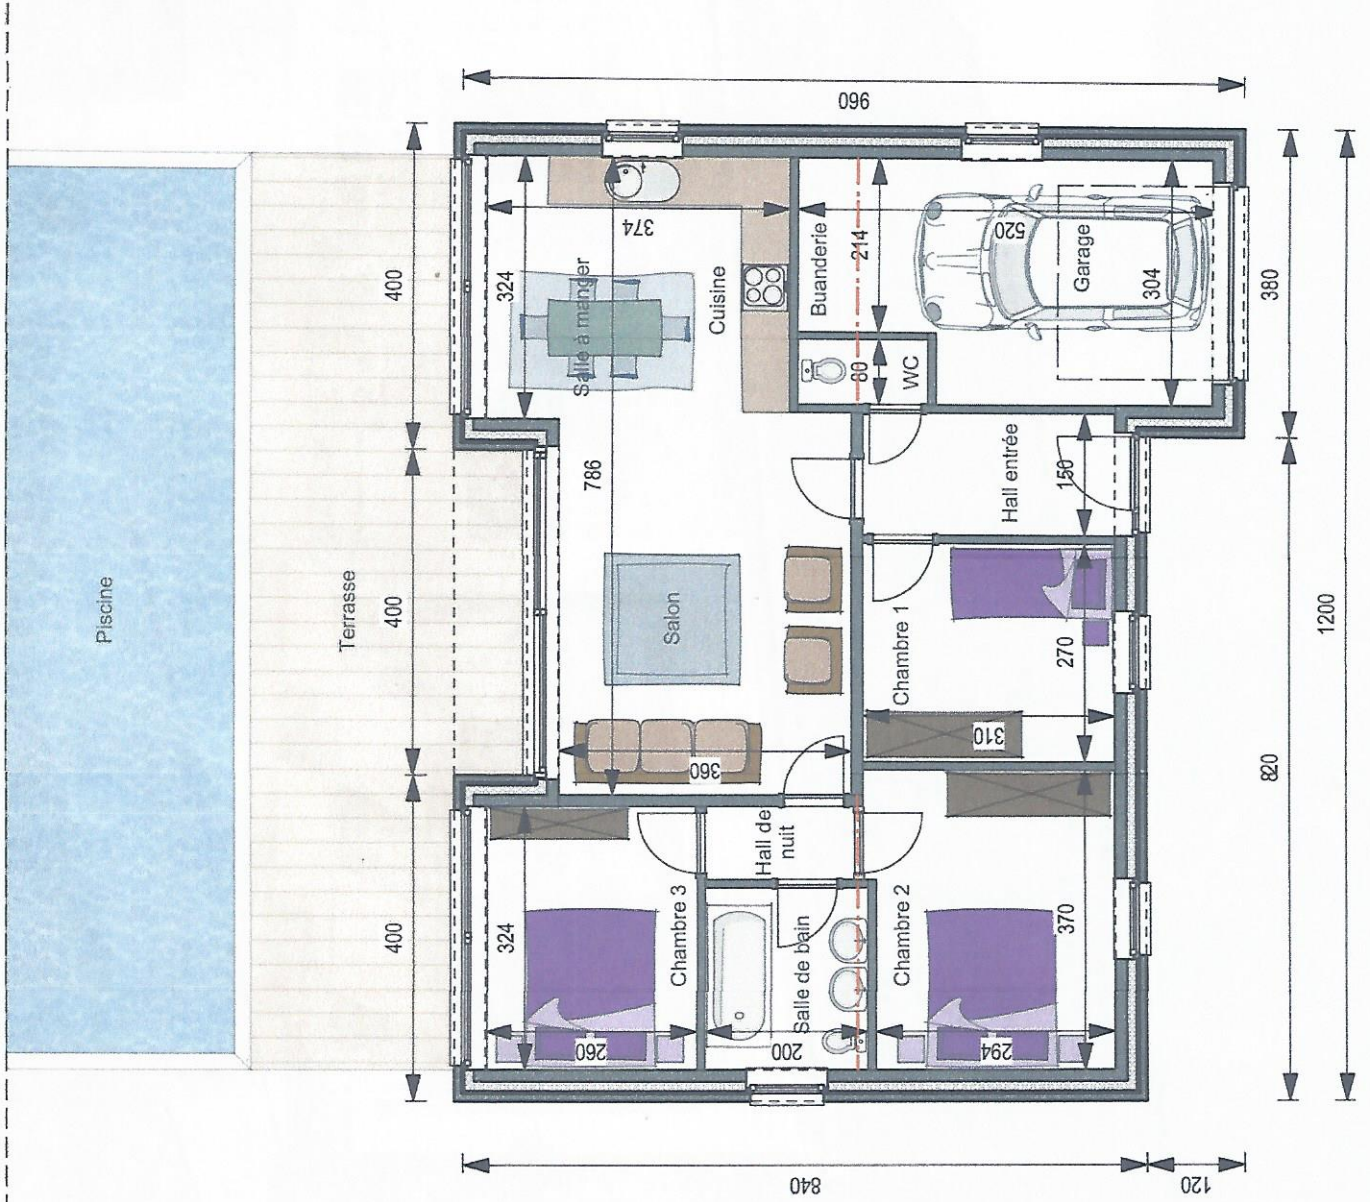 Piscine
Terrasse
400
400
400
960
324
374
Salle à manger
Cuisine
786
Salon
360
Buanderie
214
520
Garage
304
80
WC
380
Hall entrée
150
Chambre 1
270
310
Hall de
nuit
Chambre 3
324
260
Salle de bain
200
Chambre 2
370
294
820
1200
840
120